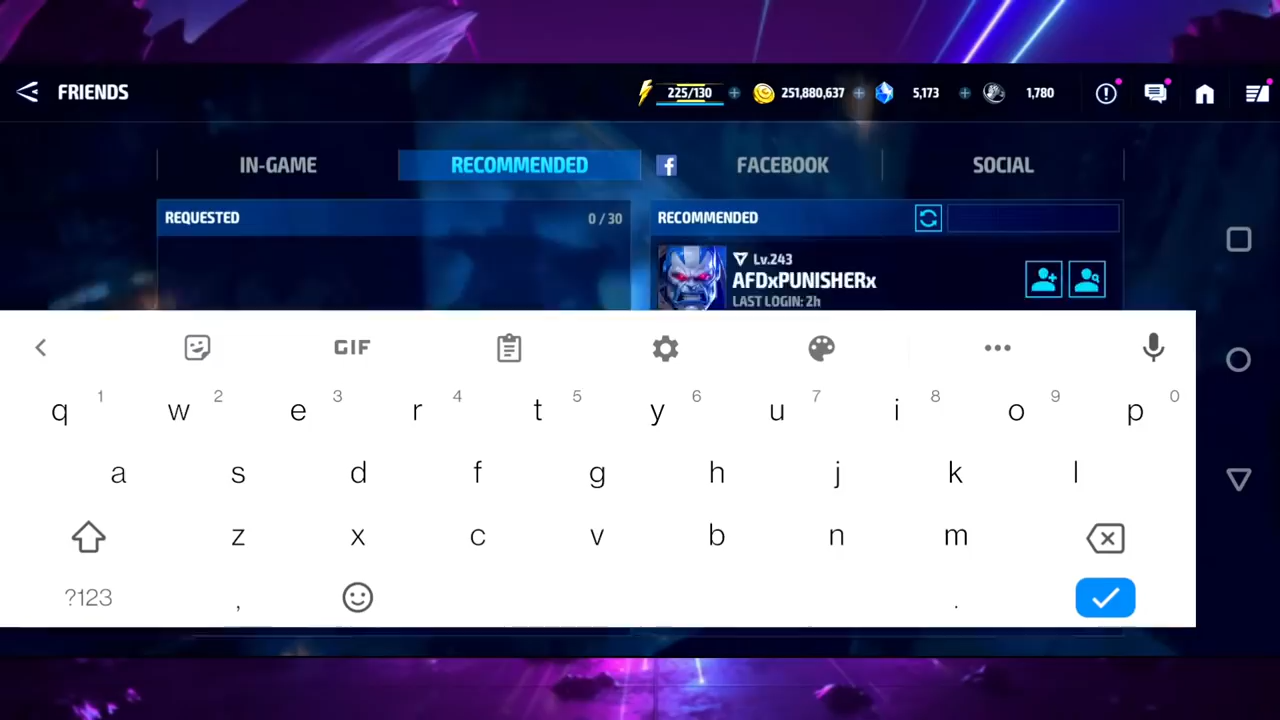 FRIENDS 225/130 251,880,637 5,173 1,780
IN-GAME RECOMMENDED FACEBOOK SOCIAL
REQUESTED 0 / 30 RECOMMENDED
Lv.243
AFDxPUNISHERx
LAST LOGIN: 2h
GIF
q 1 w 2 e 3 r 4 t 5 y 6 u 7 i 8 o 9 p 0
a s d f g h j k l
z x c v b n m
?123 , .